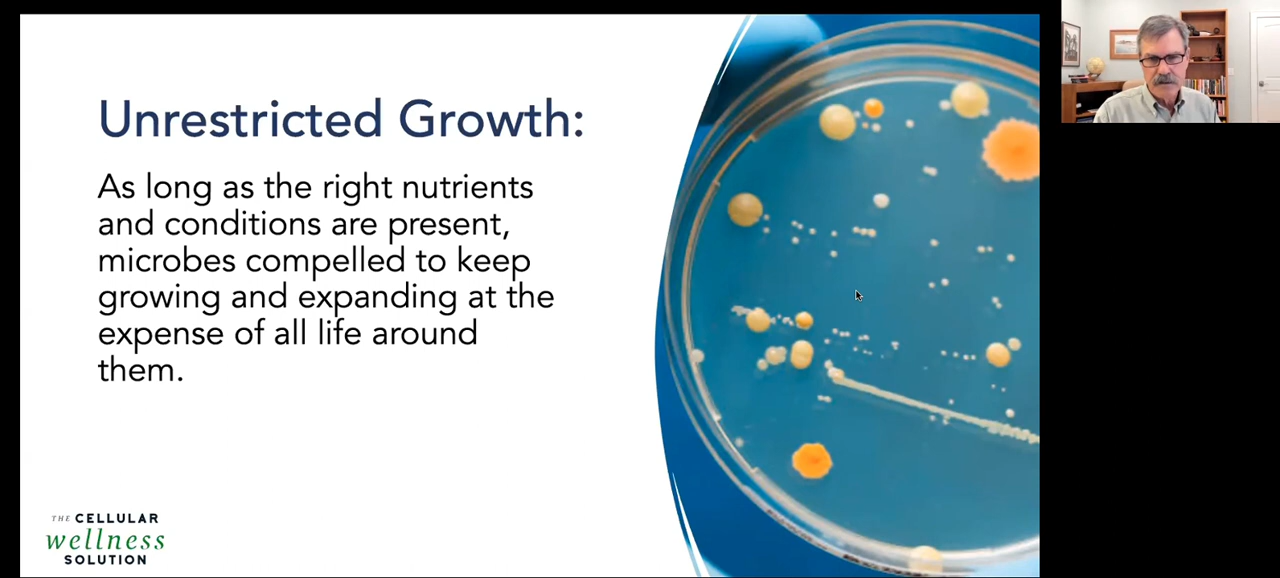 Unrestricted Growth:
As long as the right nutrients
and conditions are present,
microbes compelled to keep
growing and expanding at the
expense of all life around
them.
THE CELLULAR
wellness
SOLUTION